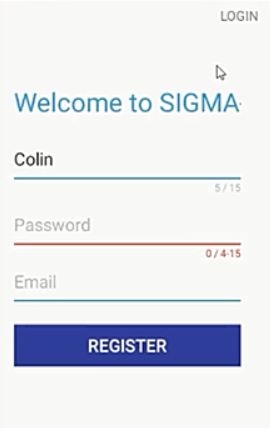 LOGIN
Welcome to SIGMA
Colin
5 / 15
Password
0 / 4-15
Email
REGISTER